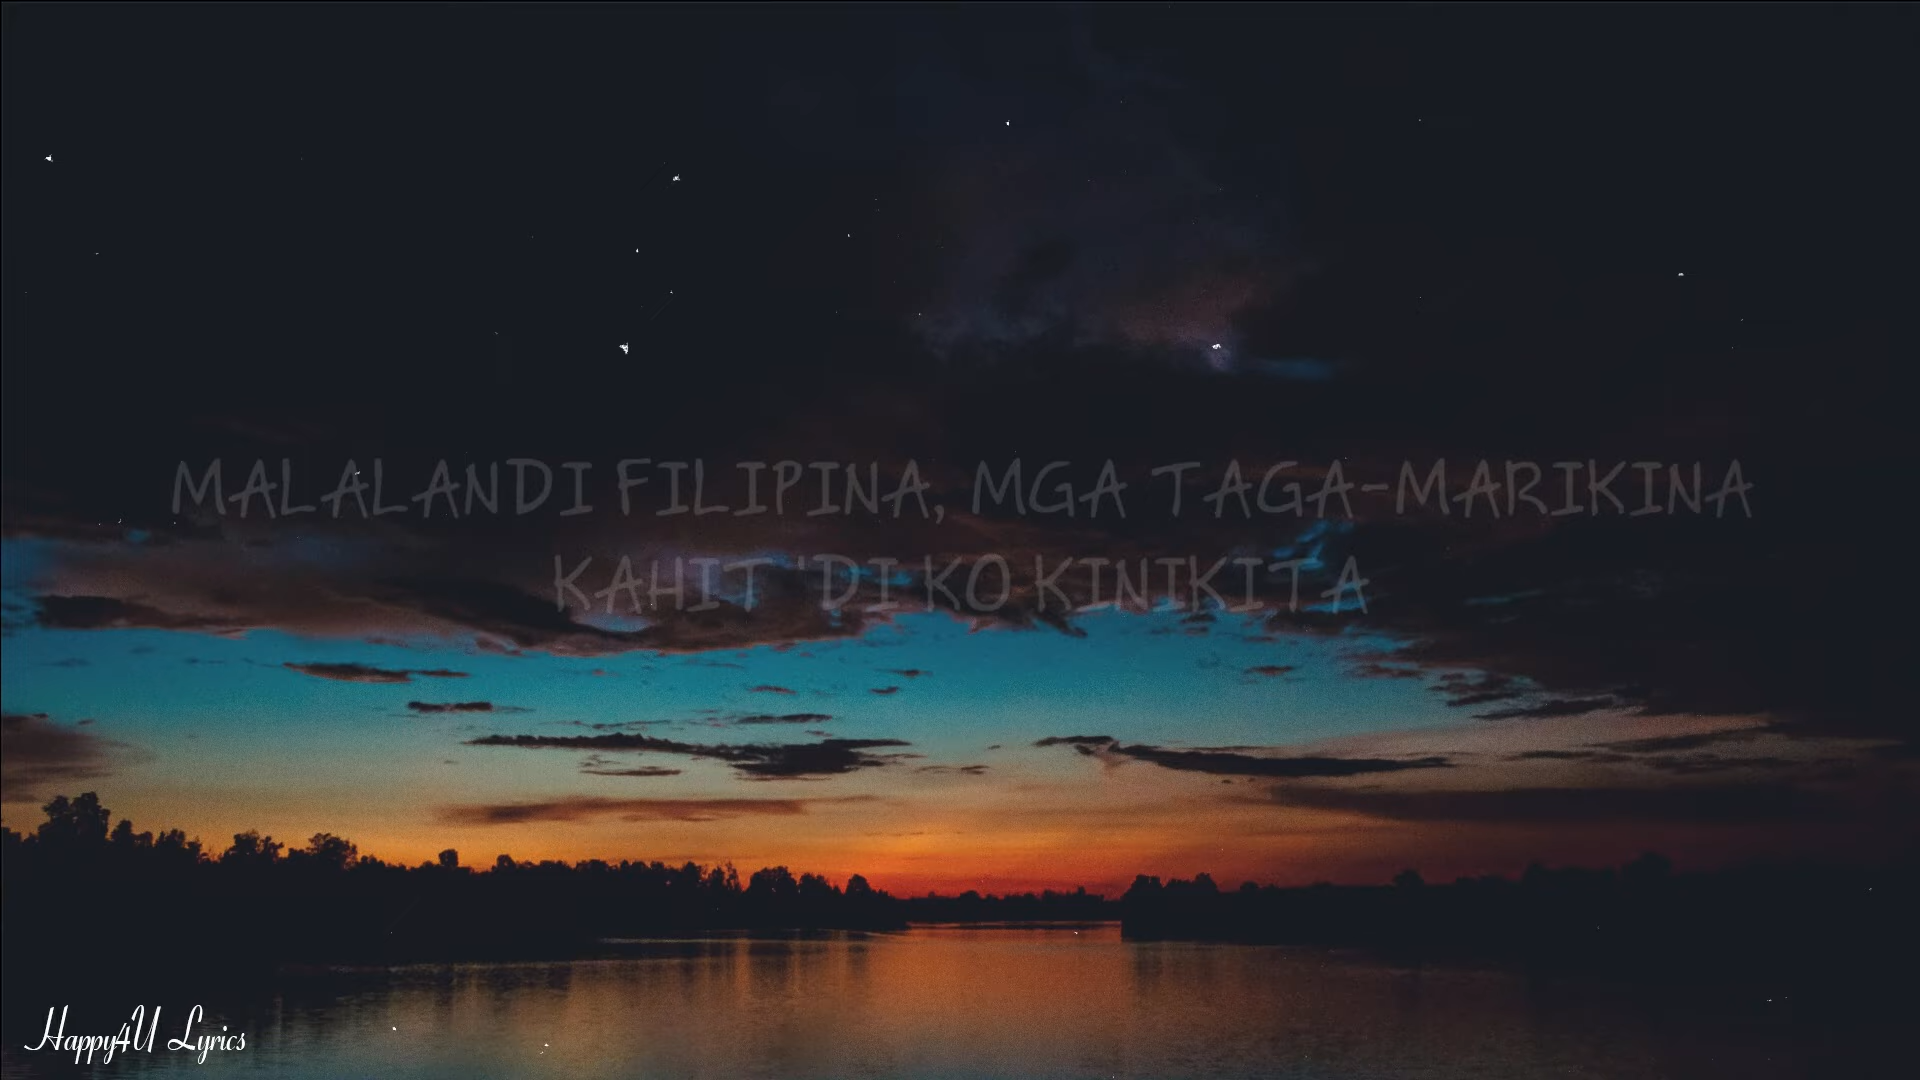 MALALANDI FILIPINA, MGA TAGA-MARIKINA
KAHIT 'DI KO KINIKITA
Happy4U Lyrics